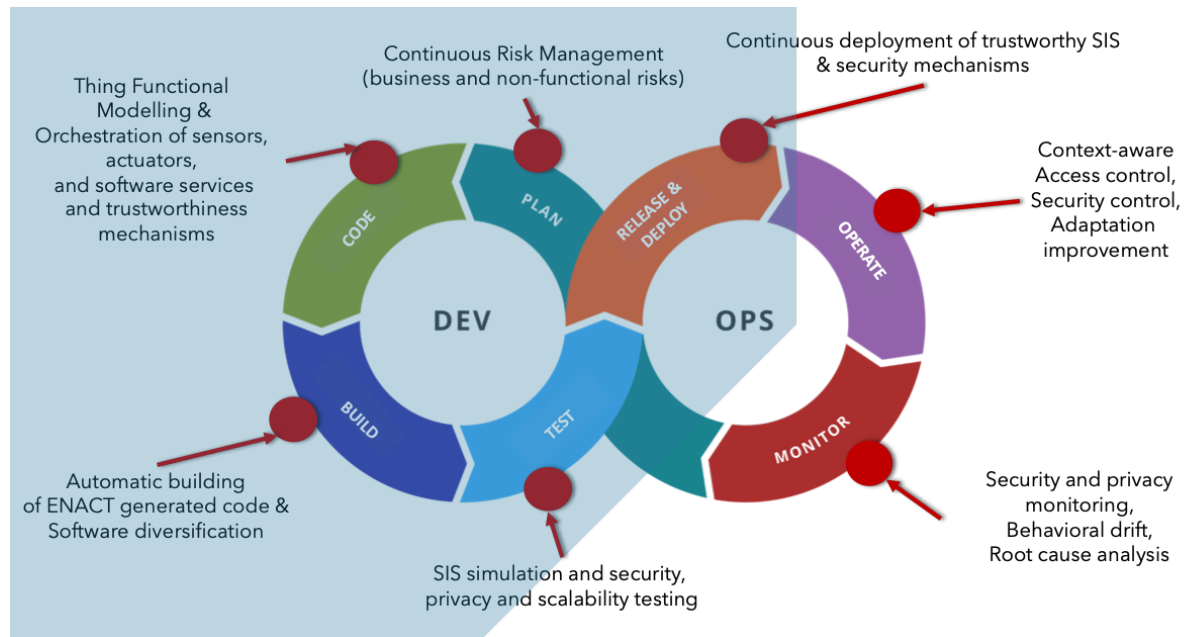 Continuous Risk Management
(business and non-functional risks)
Continuous deployment of trustworthy SIS
& security mechanisms
Thing Functional
Modelling &
Orchestration of sensors,
actuators,
and software services
and trustworthiness
mechanisms
Context-aware
Access control,
Security control,
Adaptation
improvement
CODE
PLAN
RELEASE &
DEPLOY
OPERATE
DEV
OPS
BUILD
TEST
MONITOR
Automatic building
of ENACT generated code &
Software diversification
SIS simulation and security,
privacy and scalability testing
Security and privacy
monitoring,
Behavioral drift,
Root cause analysis